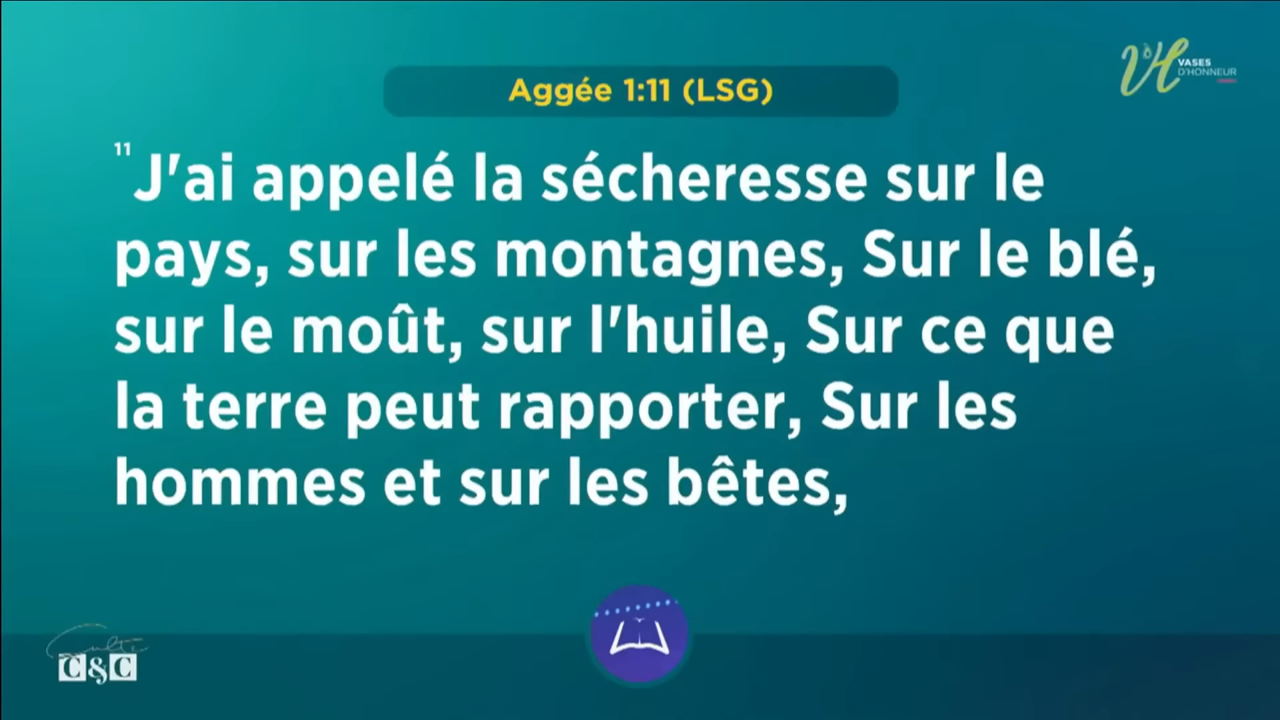 Aggée 1:11 (LSG)
VH VASES
D'HONNEUR
11 J'ai appelé la sécheresse sur le
pays, sur les montagnes, Sur le blé,
sur le moût, sur l'huile, Sur ce que
la terre peut rapporter, Sur les
hommes et sur les bêtes,
Culte
C&C